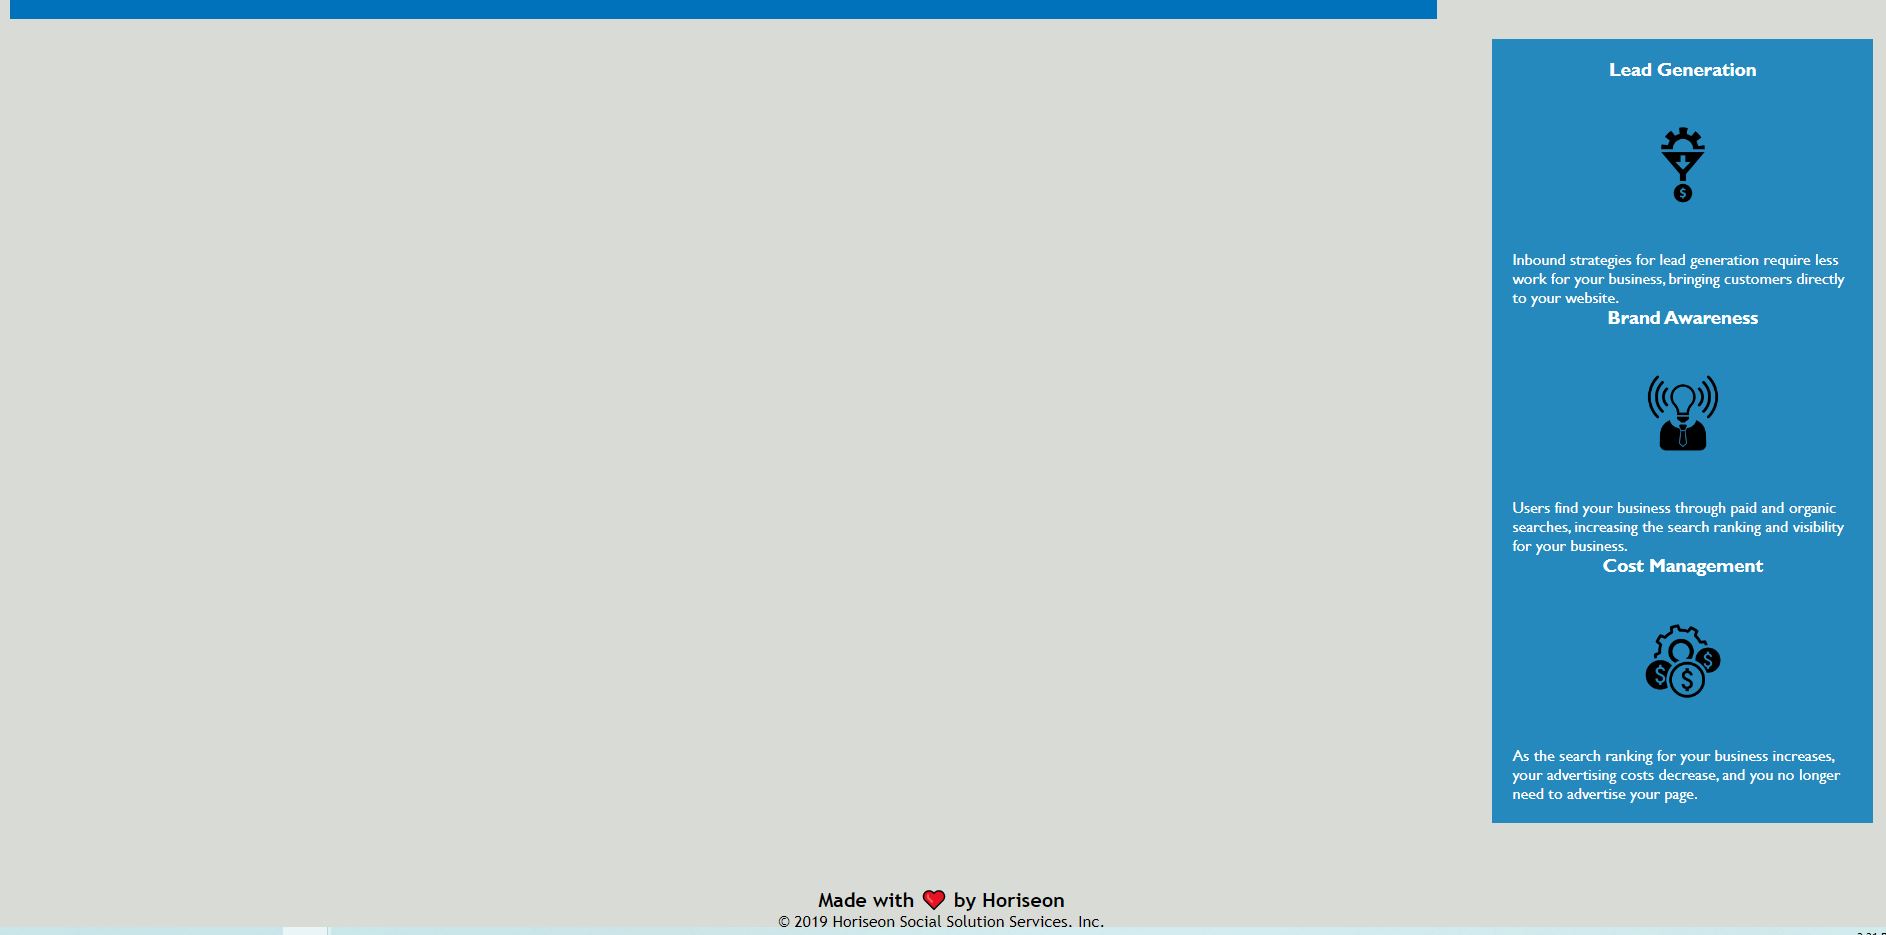 Lead Generation
Inbound strategies for lead generation require less
work for your business, bringing customers directly
to your website.
Brand Awareness
Users find your business through paid and organic
searches, increasing the search ranking and visibility
for your business.
Cost Management
As the search ranking for your business increases,
your advertising costs decrease, and you no longer
need to advertise your page.
Made with ❤️ by Horiseon
© 2019 Horiseon Social Solution Services. Inc.